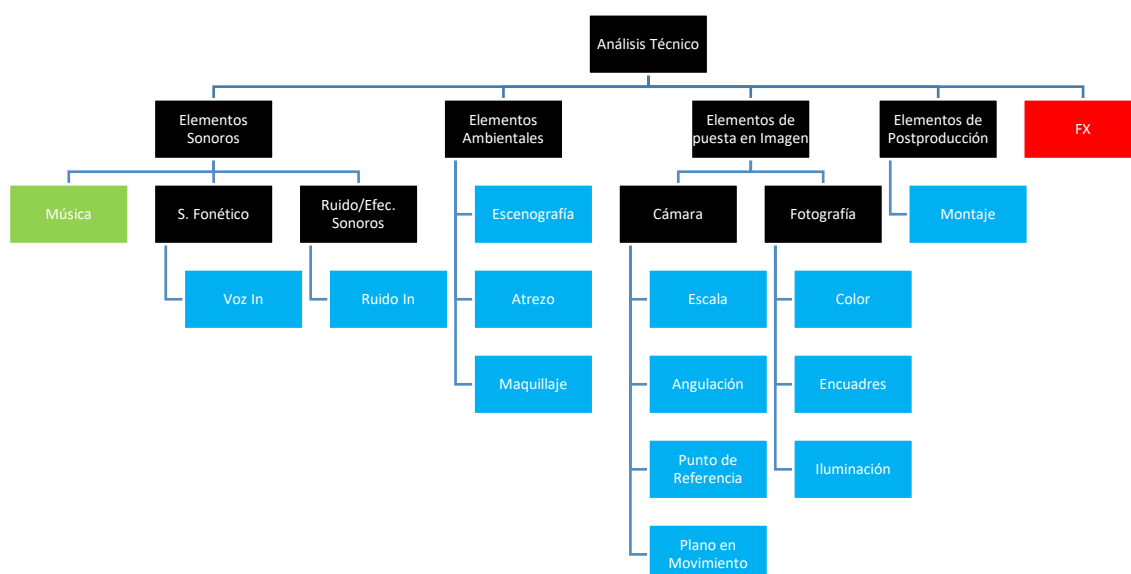 Análisis Técnico
Elementos
Sonoros
Elementos
Ambientales
Elementos de
puesta en Imagen
Elementos de
Postproducción
FX
Música
S. Fonético
Ruido/Efec.
Sonoros
Escenografía
Cámara
Fotografía
Montaje
Voz In
Ruido In
Atrezo
Escala
Color
Maquillaje
Angulación
Encuadres
Punto de
Referencia
Iluminación
Plano en
Movimiento